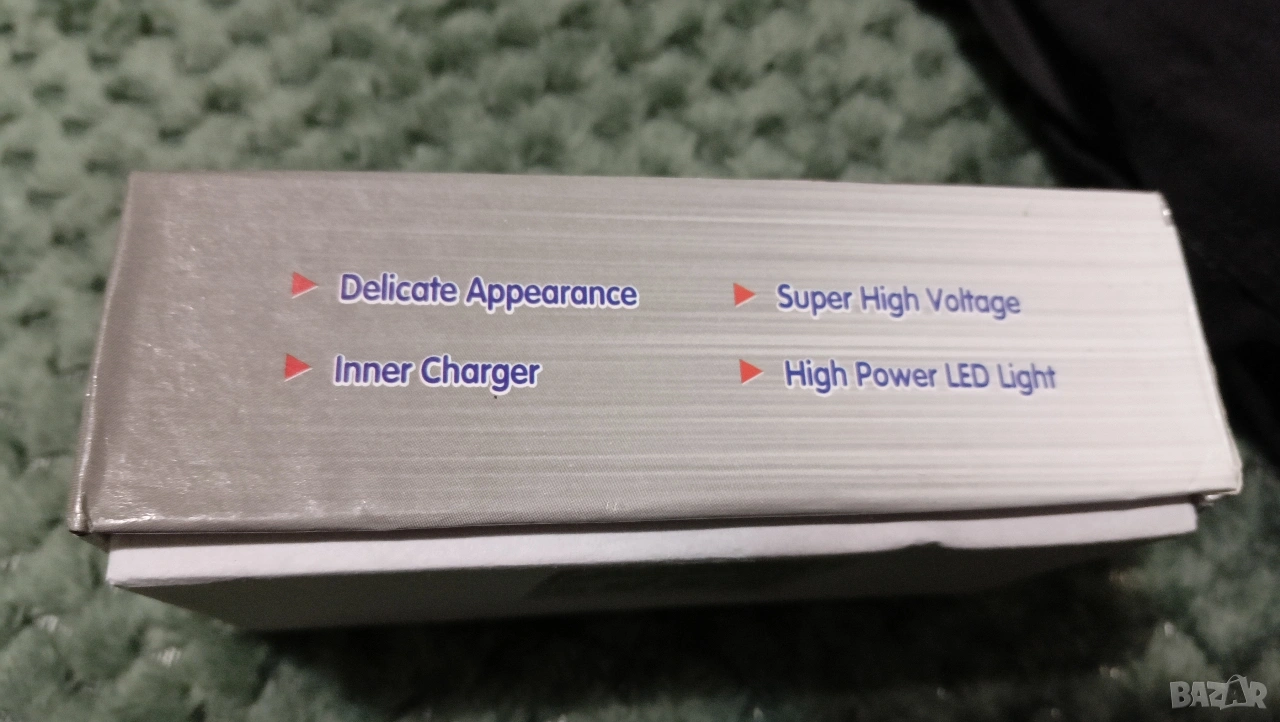 Delicate Appearance
Inner Charger
Super High Voltage
High Power LED Light
BAZAR